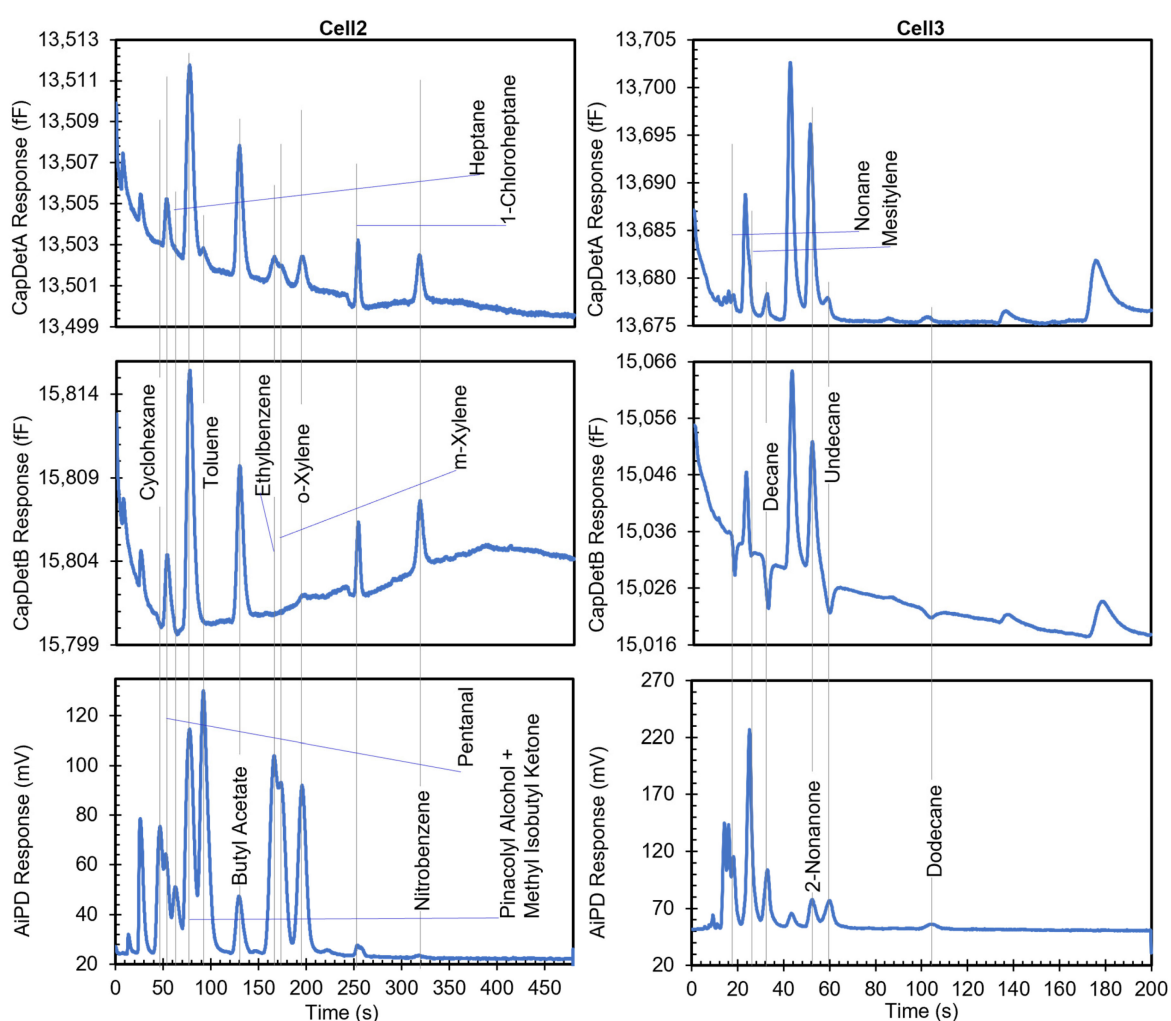 Cell2
Cell3
13,513
13,511
13,509
13,507
13,505
13,503
13,501
13,499
CapDetA Response (fF)
Heptane
1-Chloroheptane
13,705
13,700
13,695
13,690
13,685
13,680
13,675
CapDetA Response (fF)
Nonane
Mesitylene
15,814
15,809
15,804
15,799
CapDetB Response (fF)
Cyclohexane
Toluene
Ethylbenzene
o-Xylene
m-Xylene
15,066
15,056
15,046
15,036
15,026
15,016
CapDetB Response (fF)
Decane
Undecane
120
100
80
60
40
20
AiPD Response (mV)
Butyl Acetate
Nitrobenzene
Pentanal
Pinacolyl Alcohol +
Methyl Isobutyl Ketone
0 50 100 150 200 250 300 350 400 450
Time (s)
270
220
170
120
70
20
AiPD Response (mV)
2-Nonanone
Dodecane
0 20 40 60 80 100 120 140 160 180 200
Time (s)